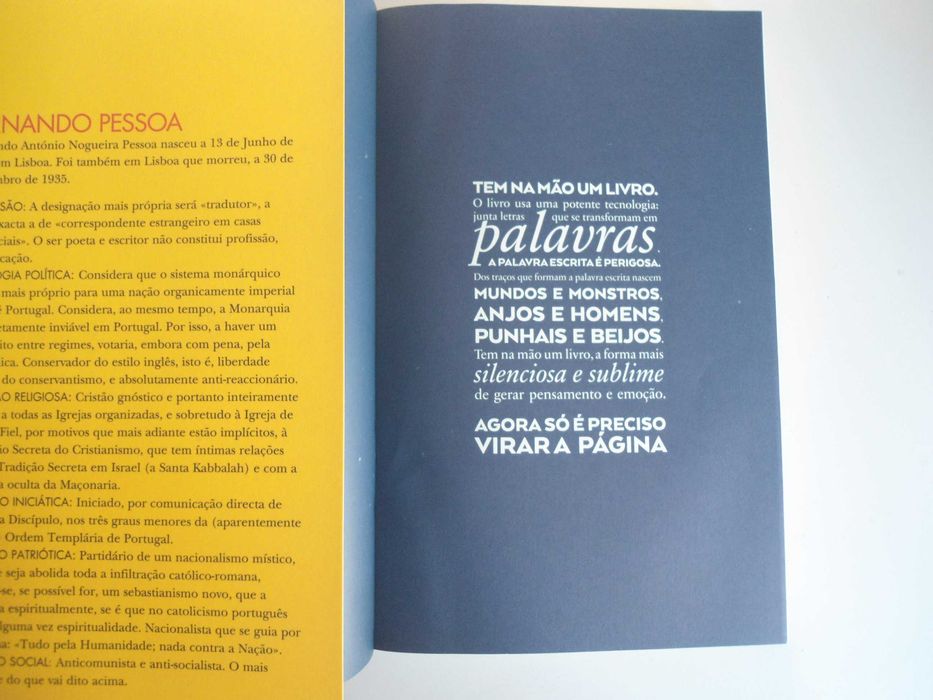 NANDO PESSOA
ndo António Nogueira Pessoa nasceu a 13 de Junho de
m Lisboa. Foi também em Lisboa que morreu, a 30 de
mbro de 1935.
SÃO: A designação mais própria será «tradutor», a
xacta a de «correspondente estrangeiro em casas
ciais». O ser poeta e escritor não constitui profissão,
cação.
OGIA POLÍTICA: Considera que o sistema monárquico
mais próprio para uma nação organicamente imperial
é Portugal. Considera, ao mesmo tempo, a Monarquia
etamente inviável em Portugal. Por isso, a haver um
ito entre regimes, votaria, embora com pena, pela
ica. Conservador do estilo inglês, isto é, liberdade
do conservantismo, e absolutamente anti-reaccionário.
ÃO RELIGIOSA: Cristão gnóstico e portanto inteiramente
a todas as Igrejas organizadas, e sobretudo à Igreja de
Fiel, por motivos que mais adiante estão implícitos, à
ão Secreta do Cristianismo, que tem íntimas relações
Tradição Secreta em Israel (a Santa Kabbalah) e com a
a oculta da Maçonaria.
O INICIÁTICA: Iniciado, por comunicação directa de
a Discípulo, nos três graus menores da (aparentemente
Ordem Templária de Portugal.
O PATRIÓTICA: Partidário de um nacionalismo místico,
e seja abolida toda a infiltração católico-romana,
-se, se possível for, um sebastianismo novo, que a
a espiritualmente, se é que no catolicismo português
lguma vez espiritualidade. Nacionalista que se guia por
na: «Tudo pela Humanidade; nada contra a Nação».
O SOCIAL: Anticomunista e anti-socialista. O mais
e do que vai dito acima.
TEM NA MÃO UM LIVRO.
O livro usa uma potente tecnologia:
junta letras que se transformam em
palavras.
A PALAVRA ESCRITA É PERIGOSA.
Dos traços que formam a palavra escrita nascem
MUNDOS E MONSTROS,
ANJOS E HOMENS,
PUNHAIS E BEIJOS.
Tem na mão um livro, a forma mais
silenciosa e sublime
de gerar pensamento e emoção.
AGORA SÓ É PRECISO
VIRAR A PÁGINA